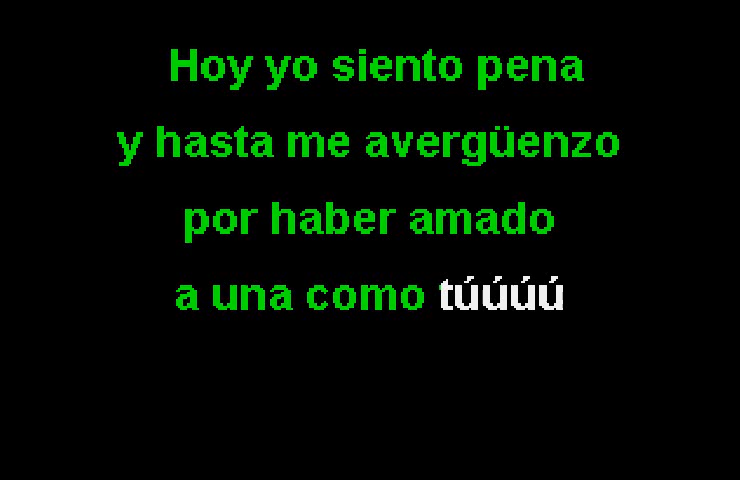 Hoy yo siento pena
y hasta me avergüenzo
por haber amado
a una como túúúú